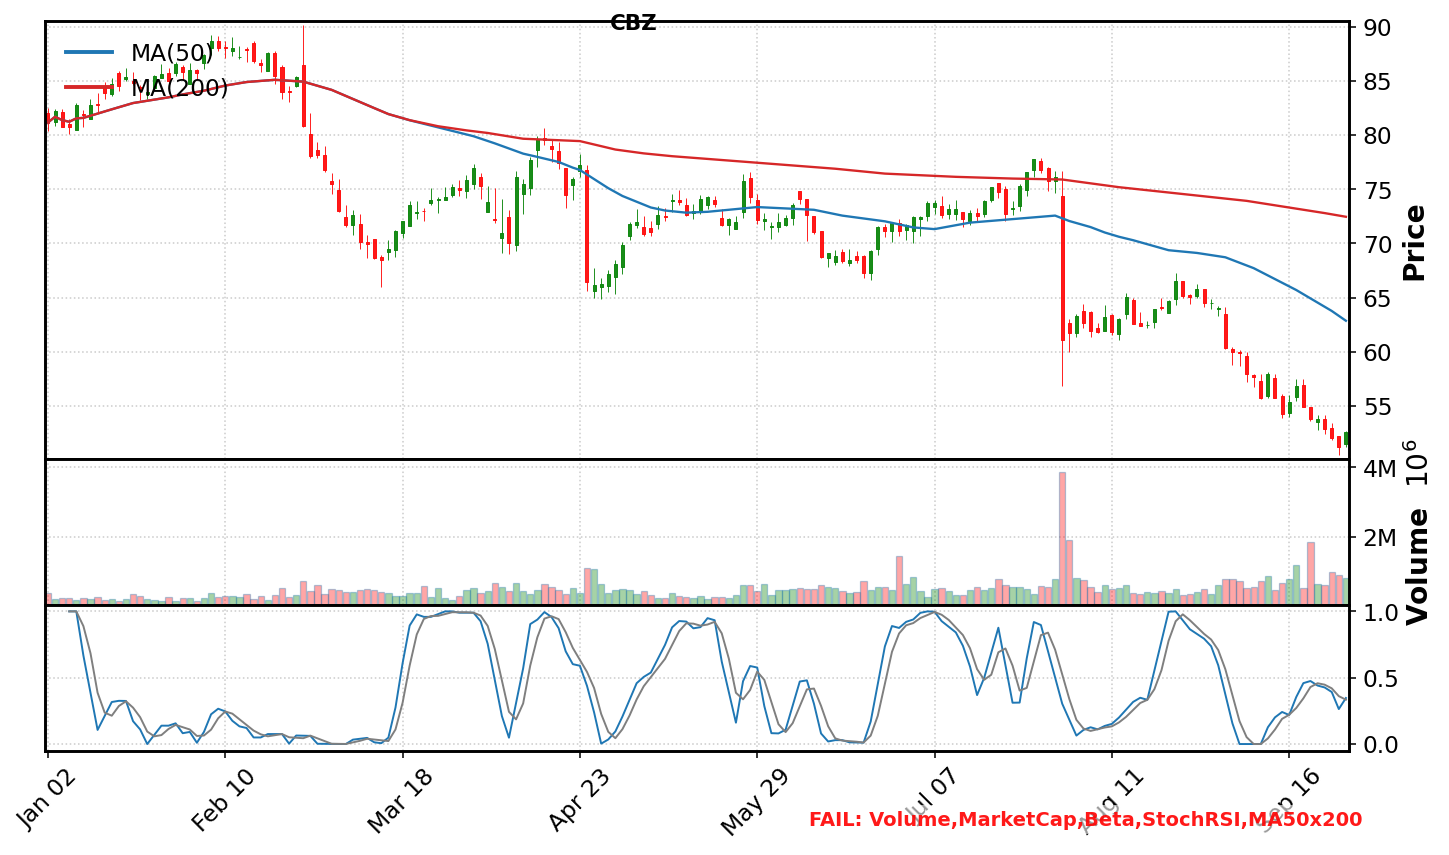 CBZ
MA(50)
MA(200)
90
85
80
75
70
65
60
55
Price
4M
2M
Volume 10^6
1.0
0.5
0.0
Jan 02
Feb 10
Mar 18
Apr 23
May 29
Jul 07
Aug 11
Sep 16
FAIL: Volume,MarketCap,Beta,StochRSI,MA50x200